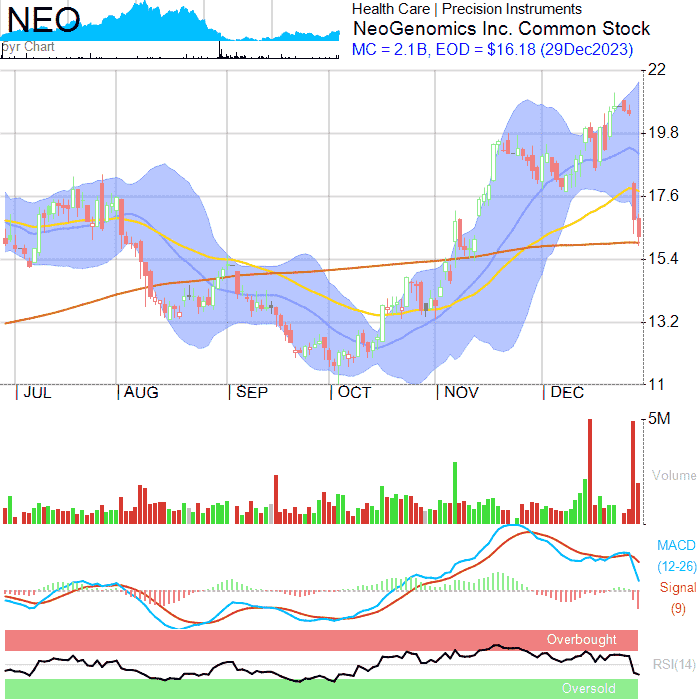 NEO
Health Care | Precision Instruments
NeoGenomics Inc. Common Stock
MC = 2.1B, EOD = $16.18 (29Dec2023)
Chart
22
19.8
17.6
15.4
13.2
11
JUL AUG SEP OCT NOV DEC
5M
Volume
MACD
(12-26)
Signal
(9)
Overbought
RSI(14)
Oversold